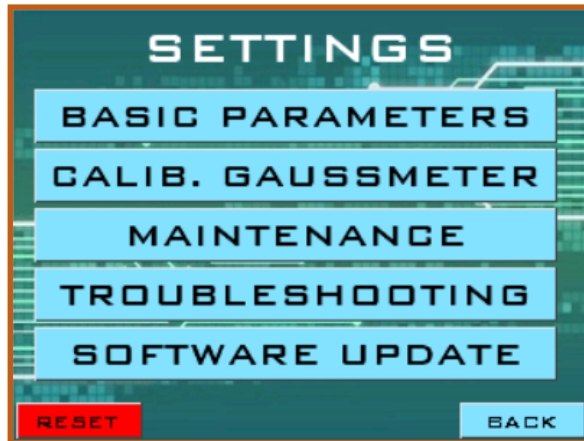 SETTINGS
BASIC PARAMETERS
CALIB. GAUSSMETER
MAINTENANCE
TROUBLESHOOTING
SOFTWARE UPDATE
RESET BACK